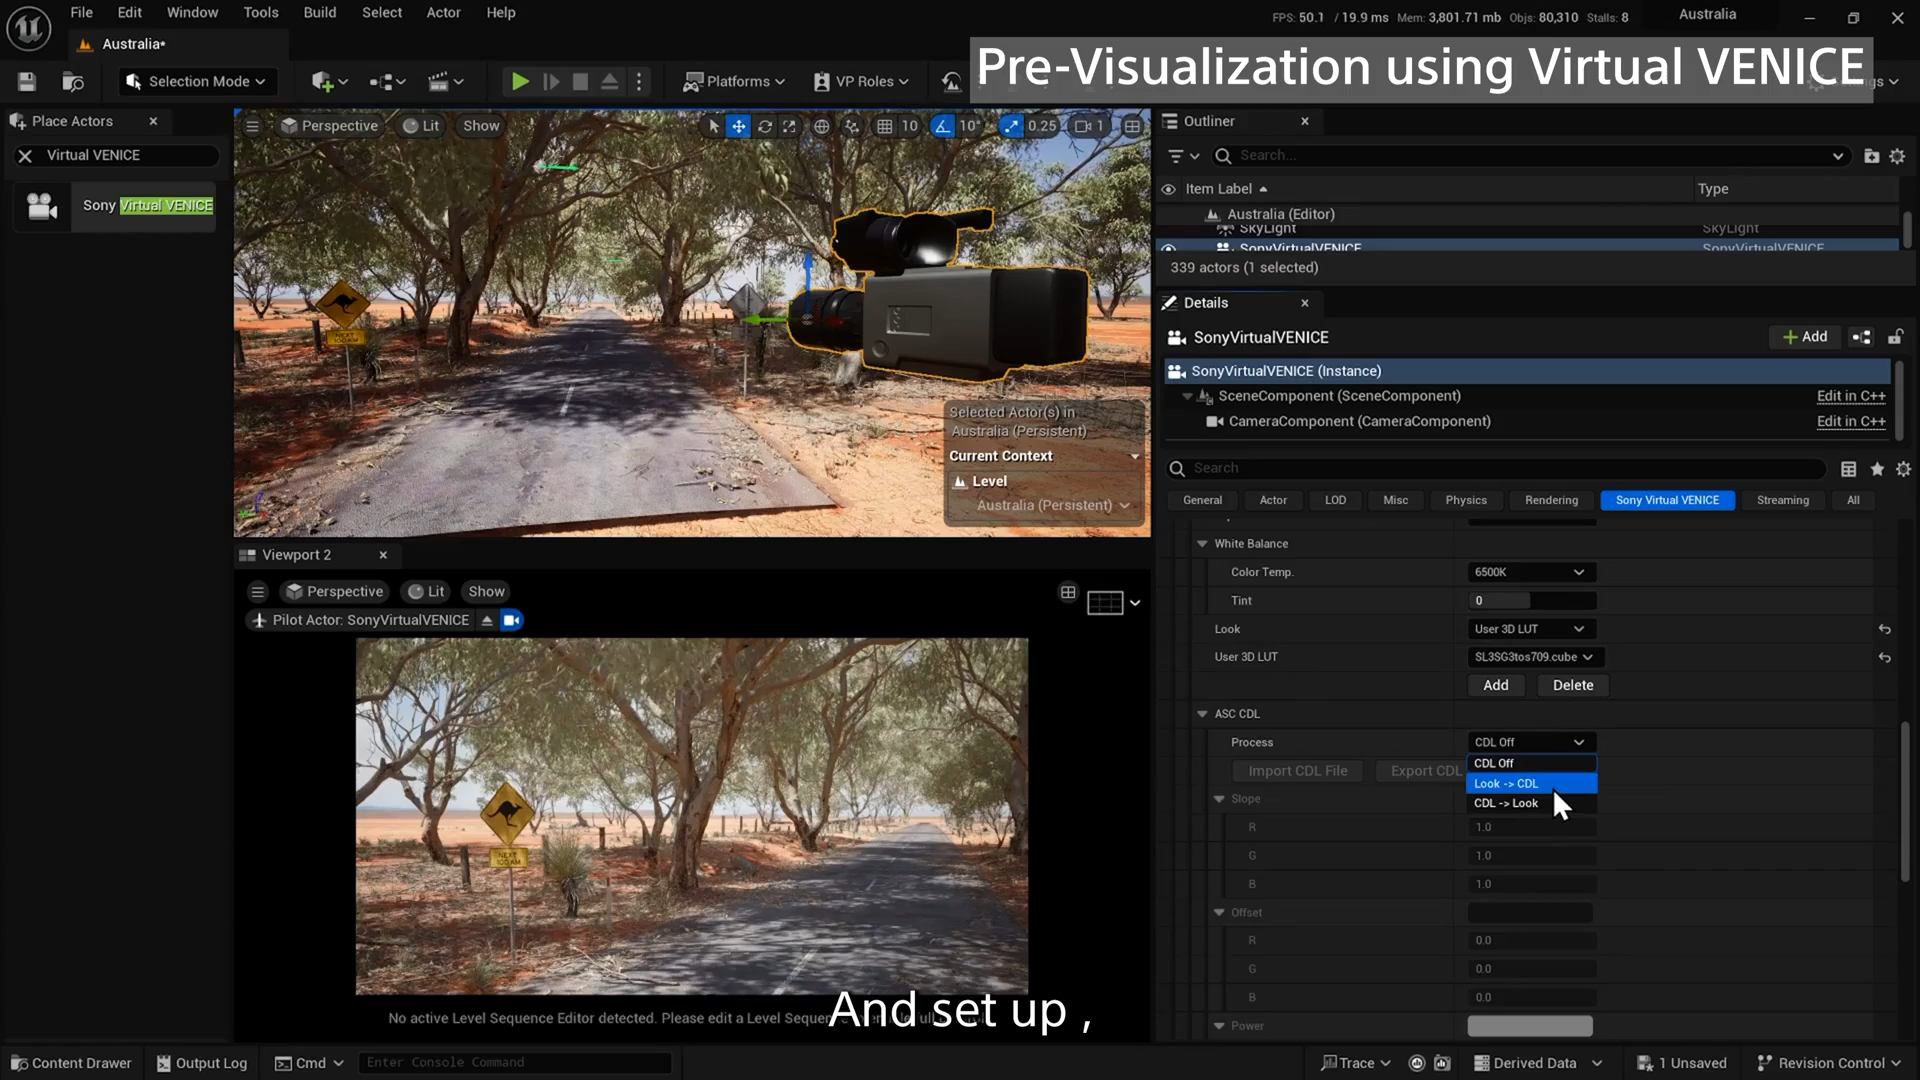 File Edit Window Tools Build Select Actor Help
FPS: 50.1 / 19.9 ms Mem: 3,801.71 mb Objs: 80,310 Stalls: 8
Australia
Australia*
Pre-Visualization using Virtual VENICE
Selection Mode
Platforms
VP Roles
Place Actors
Virtual VENICE
Sony Virtual VENICE
Perspective Lit Show
10 10° 0.25 1
Selected Actor(s) in
Australia (Persistent)
Current Context
Level
Australia (Persistent)
Viewport 2
Perspective Lit Show
Pilot Actor: SonyVirtualVENICE
No active Level Sequence Editor detected. Please edit a Level Sequence
And set up ,
Outliner
Search...
Item Label Type
Australia (Editor)
SkyLight SkyLight
SonyVirtualVENICE SonyVirtualVENICE
339 actors (1 selected)
Details
SonyVirtualVENICE
Add
SonyVirtualVENICE (Instance)
SceneComponent (SceneComponent) Edit in C++
CameraComponent (CameraComponent) Edit in C++
Search
General Actor LOD Misc Physics Rendering Sony Virtual VENICE Streaming All
White Balance
Color Temp. 6500K
Tint 0
Look User 3D LUT
User 3D LUT SL3SG3tos709.cube
Add Delete
ASC CDL
Process CDL Off
CDL Off
Import CDL File Export CDL
Look -> CDL
CDL -> Look
Slope
R 1.0
G 1.0
B 1.0
Offset
R 0.0
G 0.0
B 0.0
Power
Content Drawer Output Log Cmd Enter Console Command
Trace Derived Data 1 Unsaved Revision Control